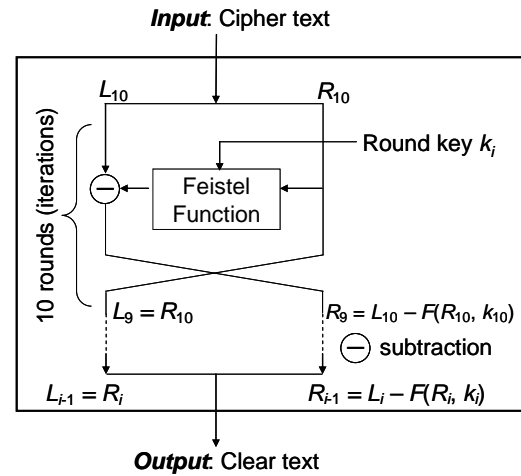 Input: Cipher text
L10
R10
Round key ki
Feistel
Function
−
10 rounds (iterations)
L9 = R10
R9 = L10 – F(R10, k10)
− subtraction
Li-1 = Ri
Ri-1 = Li – F(Ri, ki)
Output: Clear text